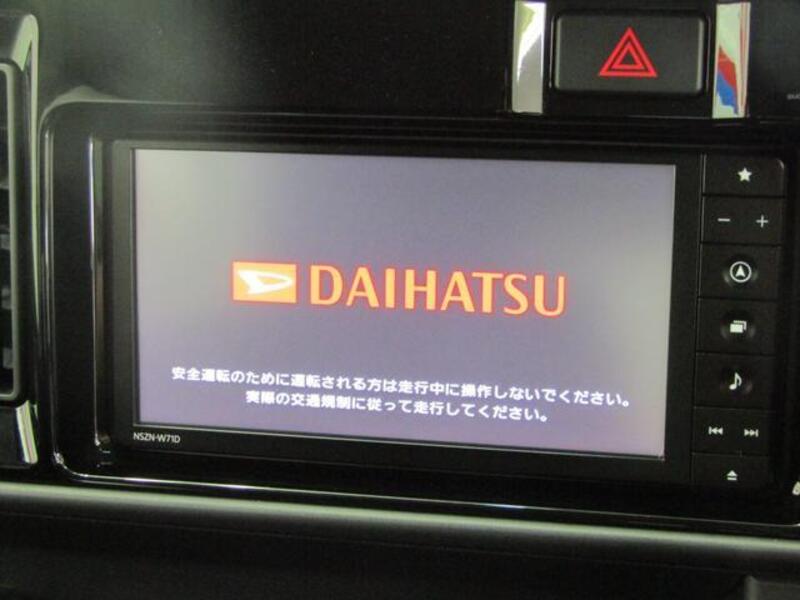 DAIHATSU
安全運転のために運転される方は走行中に操作しないでください。
実際の交通規制に従って走行してください。
NSZN-W71D